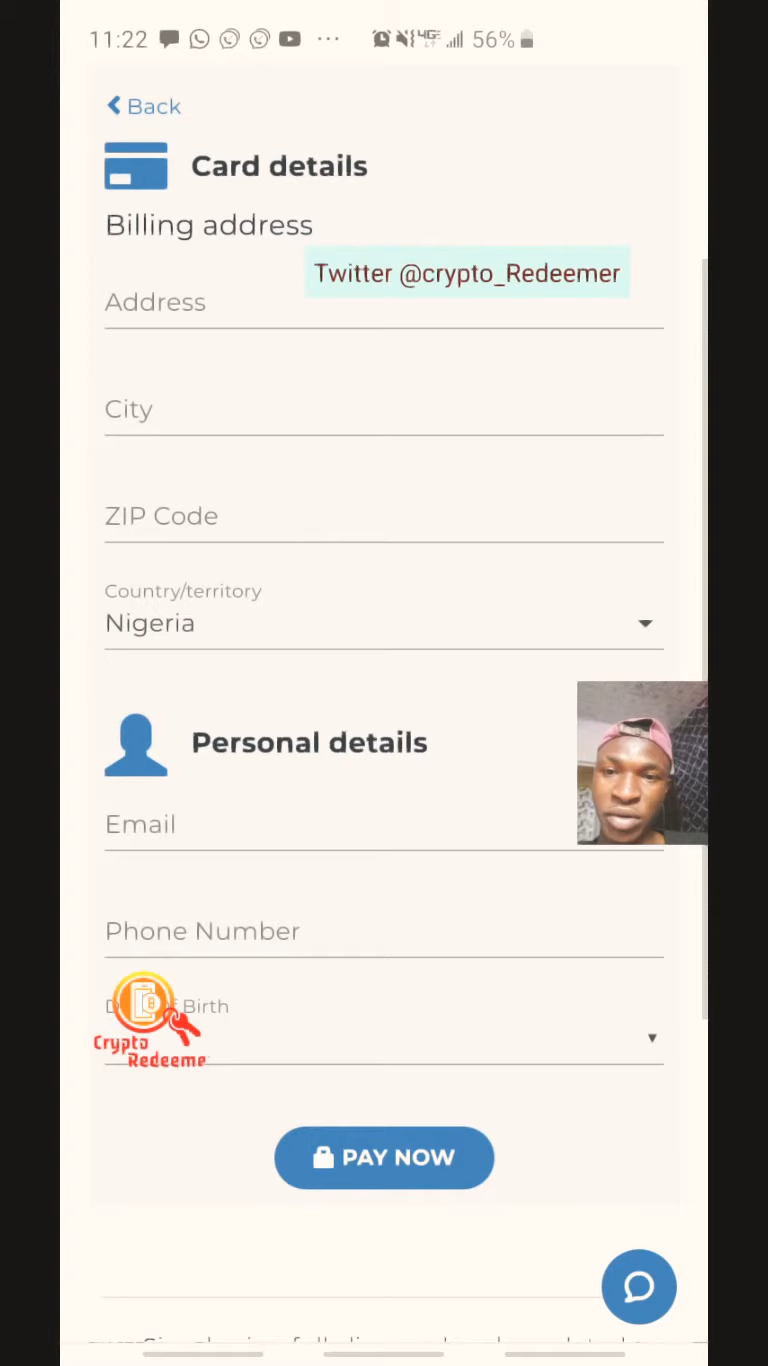 11:22 ... 56%
Back
Card details
Billing address
Twitter @crypto_Redeemer
Address
City
ZIP Code
Country/territory
Nigeria
Personal details
Email
Phone Number
Birth
Crypto
Redeeme
PAY NOW